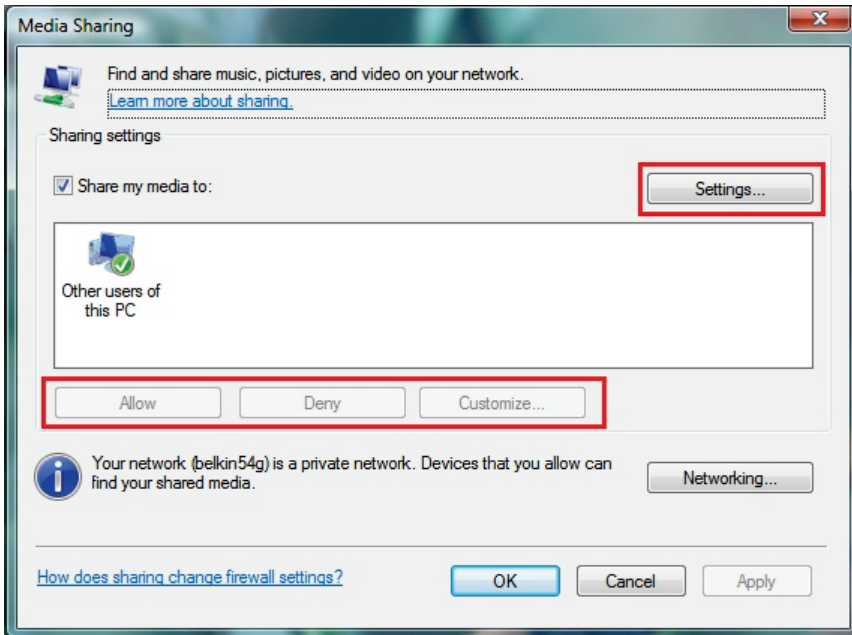 Media Sharing
Find and share music, pictures, and video on your network.
Learn more about sharing.
Sharing settings
Share my media to:
Settings...
Other users of
this PC
Allow
Deny
Customize...
Your network (belkin54g) is a private network. Devices that you allow can
find your shared media.
Networking...
How does sharing change firewall settings?
OK
Cancel
Apply